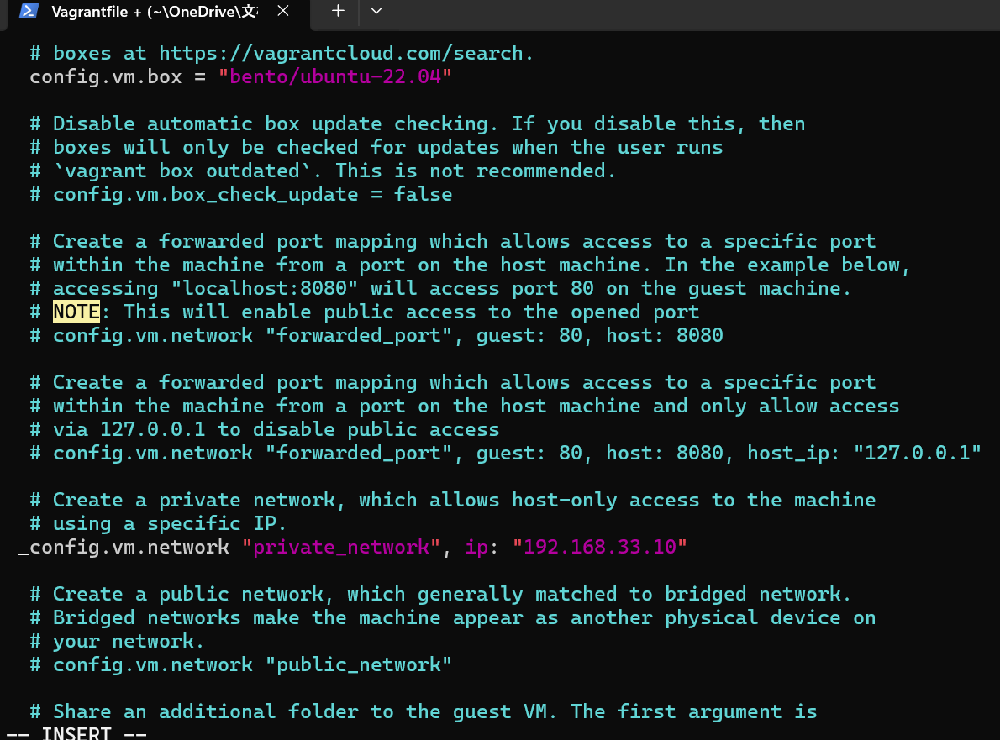 Vagrantfile + (~\OneDrive\文
# boxes at https://vagrantcloud.com/search.
config.vm.box = "bento/ubuntu-22.04"
# Disable automatic box update checking. If you disable this, then
# boxes will only be checked for updates when the user runs
# `vagrant box outdated`. This is not recommended.
# config.vm.box_check_update = false
# Create a forwarded port mapping which allows access to a specific port
# within the machine from a port on the host machine. In the example below,
# accessing "localhost:8080" will access port 80 on the guest machine.
# NOTE: This will enable public access to the opened port
# config.vm.network "forwarded_port", guest: 80, host: 8080
# Create a forwarded port mapping which allows access to a specific port
# within the machine from a port on the host machine and only allow access
# via 127.0.0.1 to disable public access
# config.vm.network "forwarded_port", guest: 80, host: 8080, host_ip: "127.0.0.1"
# Create a private network, which allows host-only access to the machine
# using a specific IP.
config.vm.network "private_network", ip: "192.168.33.10"
# Create a public network, which generally matched to bridged network.
# Bridged networks make the machine appear as another physical device on
# your network.
# config.vm.network "public_network"
# Share an additional folder to the guest VM. The first argument is
-- INSERT --